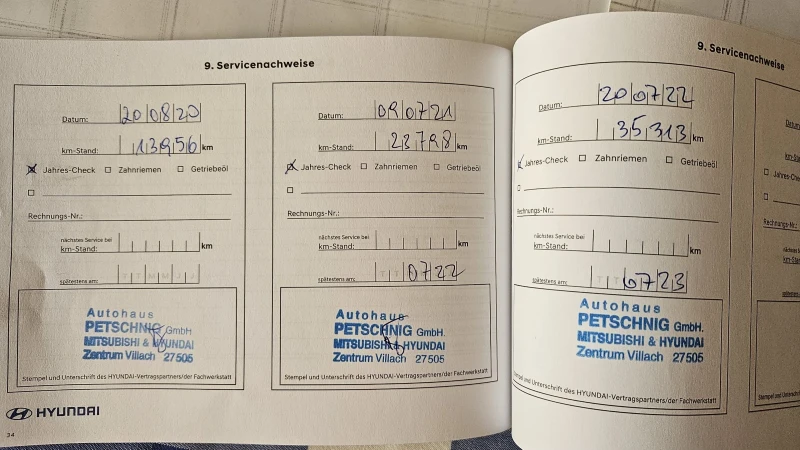 9. Servicenachweise
Datum: 20 08 20
km-Stand: 13956 km
Jahres-Check Zahnriemen Getriebeöl
Rechnungs-Nr.:
nächstes Service bei
km-Stand: km
spätestens am: T T M M J J
Autohaus
PETSCHNIG GmbH
MITSUBISHI & HYUNDAI
Zentrum Villach 27505
Stempel und Unterschrift des HYUNDAI-Vertragspartners/der Fachwerkstatt
HYUNDAI
34
Datum: 09 07 21
km-Stand: 23798 km
Jahres-Check Zahnriemen Getriebeöl
Rechnungs-Nr.:
nächstes Service bei
km-Stand: km
spätestens am: T T 07 22
Autohaus
PETSCHNIG GmbH.
MITSUBISHI & HYUNDAI
Zentrum Villach 27505
Stempel und Unterschrift des HYUNDAI-Vertragspartners/der Fachwerkstatt
9. Servicenachweise
Datum: 20 07 22
km-Stand: 35313 km
Jahres-Check Zahnriemen Getriebeöl
Rechnungs-Nr.:
nächstes Service bei
km-Stand: km
spätestens am: T T 07 23
Autohaus
PETSCHNIG GmbH.
MITSUBISHI & HYUNDAI
Zentrum Villach 27505
Stempel und Unterschrift des HYUNDAI-Vertragspartners/der Fachwerkstatt